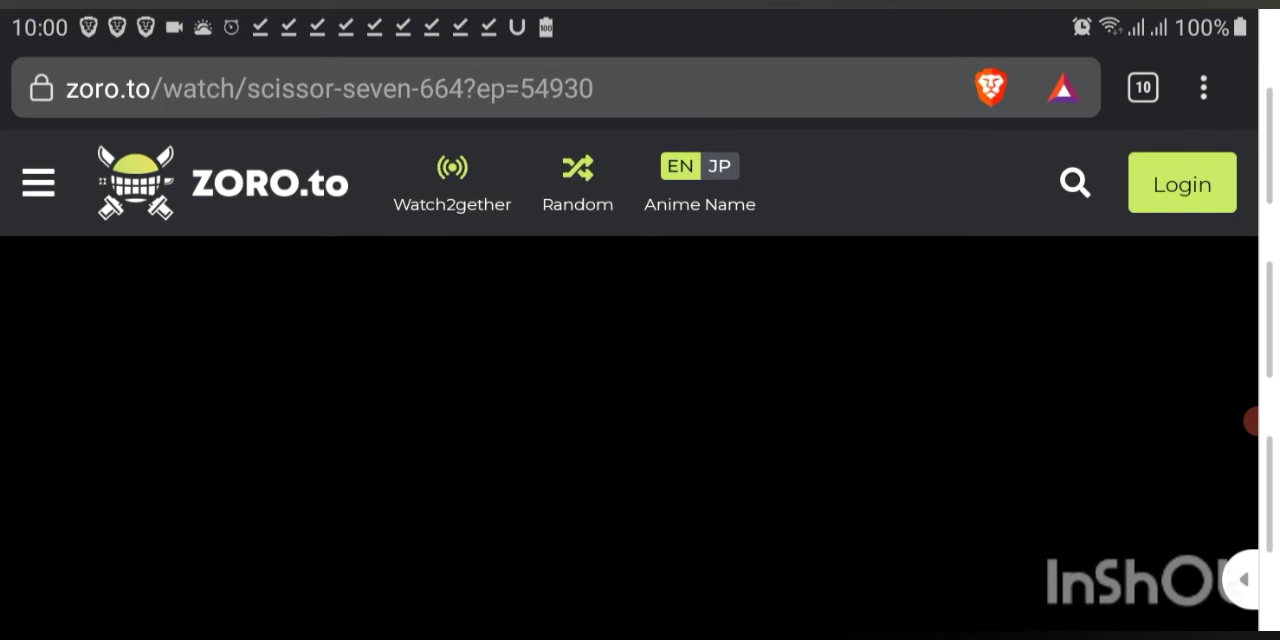 10:00 100 100%
zoro.to/watch/scissor-seven-664?ep=54930 10
ZORO.to
EN JP Login
Watch2gether Random Anime Name